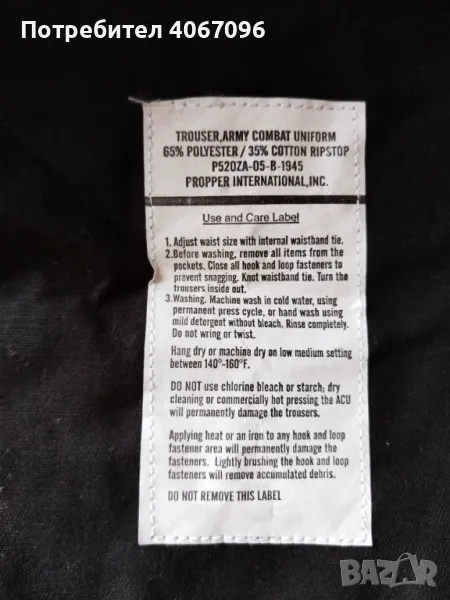 Потребител 4067096
TROUSER,ARMY COMBAT UNIFORM
65% POLYESTER / 35% COTTON RIPSTOP
P520ZA-05-B-1945
PROPPER INTERNATIONAL,INC.
Use and Care Label
1. Adjust waist size with internal waistband tie.
2.Before washing, remove all items from the
pockets. Close all hook and loop fasteners to
prevent snagging. Knot waistband tie. Turn the
trousers inside out.
3.Washing. Machine wash in cold water, using
permanent press cycle, or hand wash using
mild detergent without bleach. Rinse completely.
Do not wring or twist.
Hang dry or machine dry on low medium setting
between 140°-160°F.
DO NOT use chlorine bleach or starch; dry
cleaning or commercially hot pressing the ACU
will permanently damage the trousers.
Applying heat or an iron to any hook and loop
fastener area will permanently damage the
fasteners. Lightly brushing the hook and loop
fasteners will remove accumulated debris.
DO NOT REMOVE THIS LABEL
BAZAR